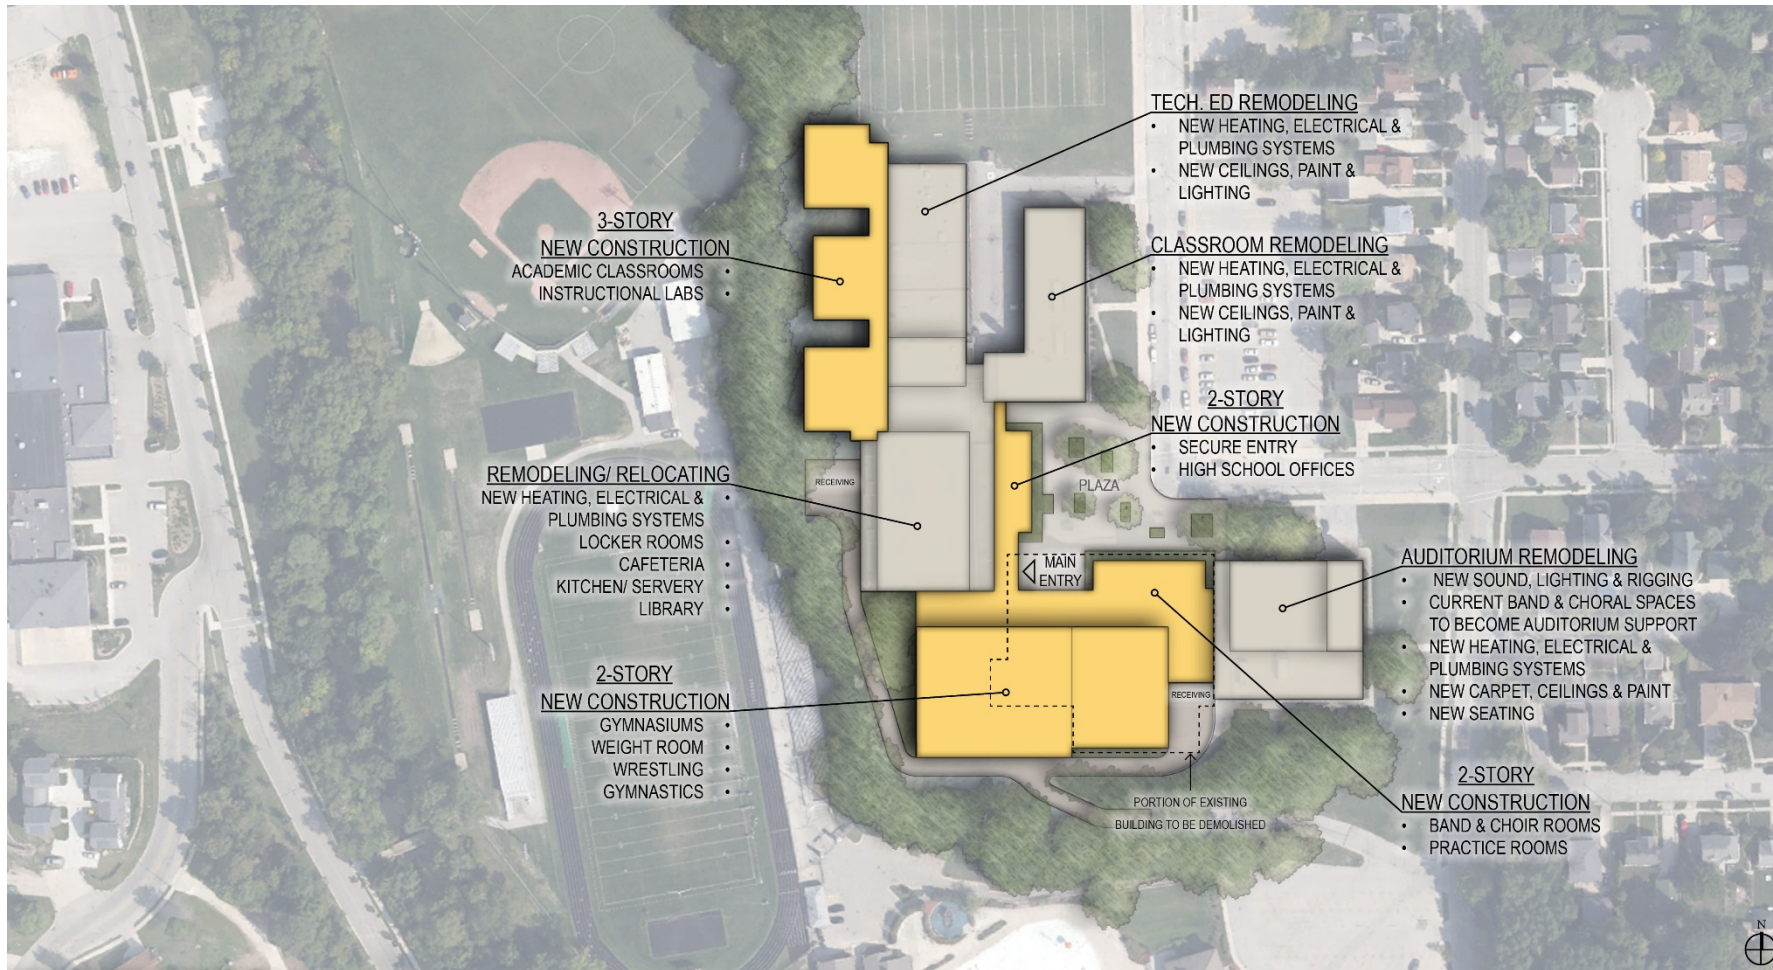 TECH. ED REMODELING
• NEW HEATING, ELECTRICAL &
PLUMBING SYSTEMS
• NEW CEILINGS, PAINT &
LIGHTING
3-STORY
NEW CONSTRUCTION
ACADEMIC CLASSROOMS •
INSTRUCTIONAL LABS •
CLASSROOM REMODELING
• NEW HEATING, ELECTRICAL &
PLUMBING SYSTEMS
• NEW CEILINGS, PAINT &
LIGHTING
2-STORY
NEW CONSTRUCTION
• SECURE ENTRY
• HIGH SCHOOL OFFICES
REMODELING/ RELOCATING
NEW HEATING, ELECTRICAL & •
PLUMBING SYSTEMS
LOCKER ROOMS •
CAFETERIA •
KITCHEN/ SERVERY •
LIBRARY •
RECEIVING
PLAZA
MAIN
ENTRY
AUDITORIUM REMODELING
• NEW SOUND, LIGHTING & RIGGING
• CURRENT BAND & CHORAL SPACES
TO BECOME AUDITORIUM SUPPORT
• NEW HEATING, ELECTRICAL &
PLUMBING SYSTEMS
• NEW CARPET, CEILINGS & PAINT
• NEW SEATING
2-STORY
NEW CONSTRUCTION
GYMNASIUMS •
WEIGHT ROOM •
WRESTLING •
GYMNASTICS •
RECEIVING
PORTION OF EXISTING
BUILDING TO BE DEMOLISHED
2-STORY
NEW CONSTRUCTION
• BAND & CHOIR ROOMS
• PRACTICE ROOMS
N